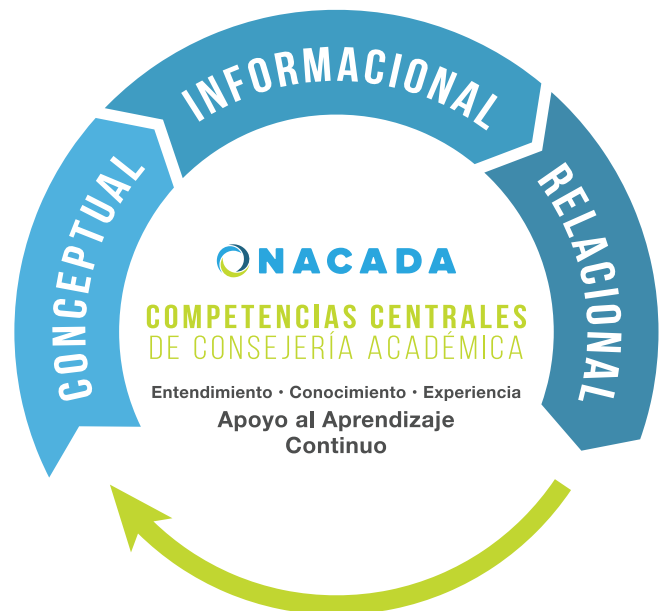 CONCEPTUAL
INFORMACIONAL
RELACIONAL
NACADA
COMPETENCIAS CENTRALES
DE CONSEJERÍA ACADÉMICA
Entendimiento · Conocimiento · Experiencia
Apoyo al Aprendizaje
Continuo